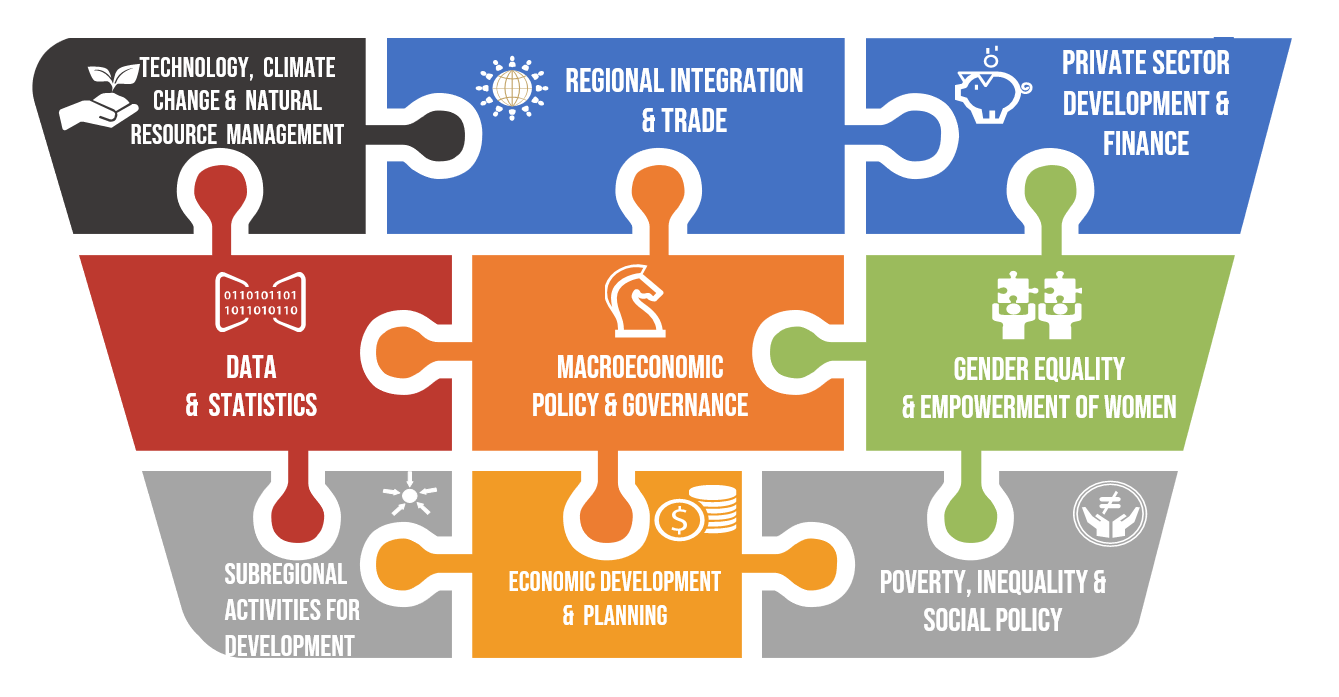 TECHNOLOGY, CLIMATE
CHANGE & NATURAL
RESOURCE MANAGEMENT
REGIONAL INTEGRATION
& TRADE
PRIVATE SECTOR
DEVELOPMENT &
FINANCE
0110101101
1011010110
DATA
& STATISTICS
MACROECONOMIC
POLICY & GOVERNANCE
GENDER EQUALITY
& EMPOWERMENT OF WOMEN
SUBREGIONAL
ACTIVITIES FOR
DEVELOPMENT
$
ECONOMIC DEVELOPMENT
& PLANNING
≠
POVERTY, INEQUALITY &
SOCIAL POLICY